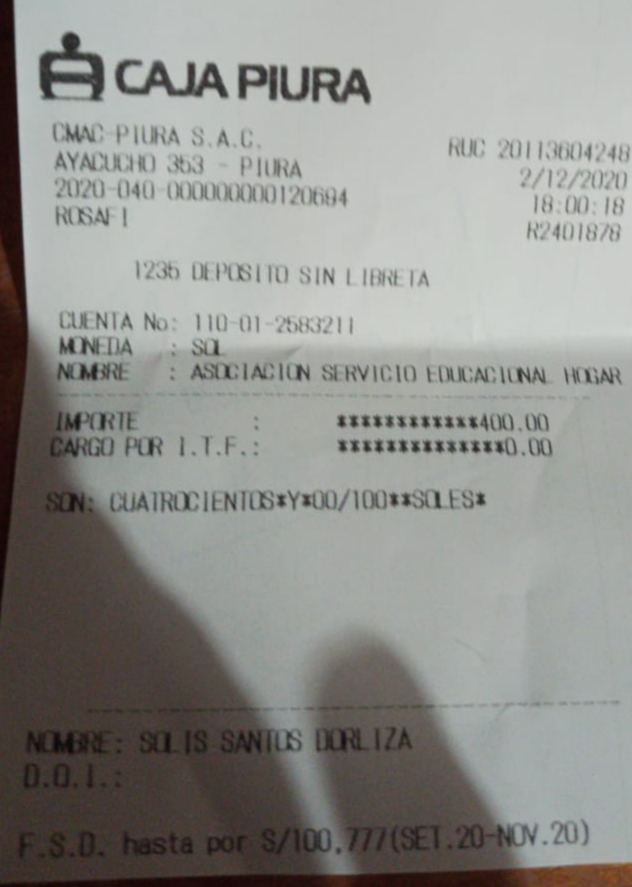 CAJA PIURA
CMAC-PIURA S.A.C.
RUC 20113604248
AYACUCHO 353 - PIURA
2/12/2020
2020-040-000000000120694
18:00:18
ROSAFI
R2401878
1235 DEPOSITO SIN LIBRETA
CUENTA No: 110-01-2583211
MONEDA : SOL
NOMBRE : ASOCIACION SERVICIO EDUCACIONAL HOGAR
IMPORTE : ************400.00
CARGO POR I.T.F.: **************0.00
SON: CUATROCIENTOS*Y*00/100**SOLES*
NOMBRE: SOLIS SANTOS DORLIZA
D.O.I.:
F.S.D. hasta por S/100,777(SET.20-NOV.20)